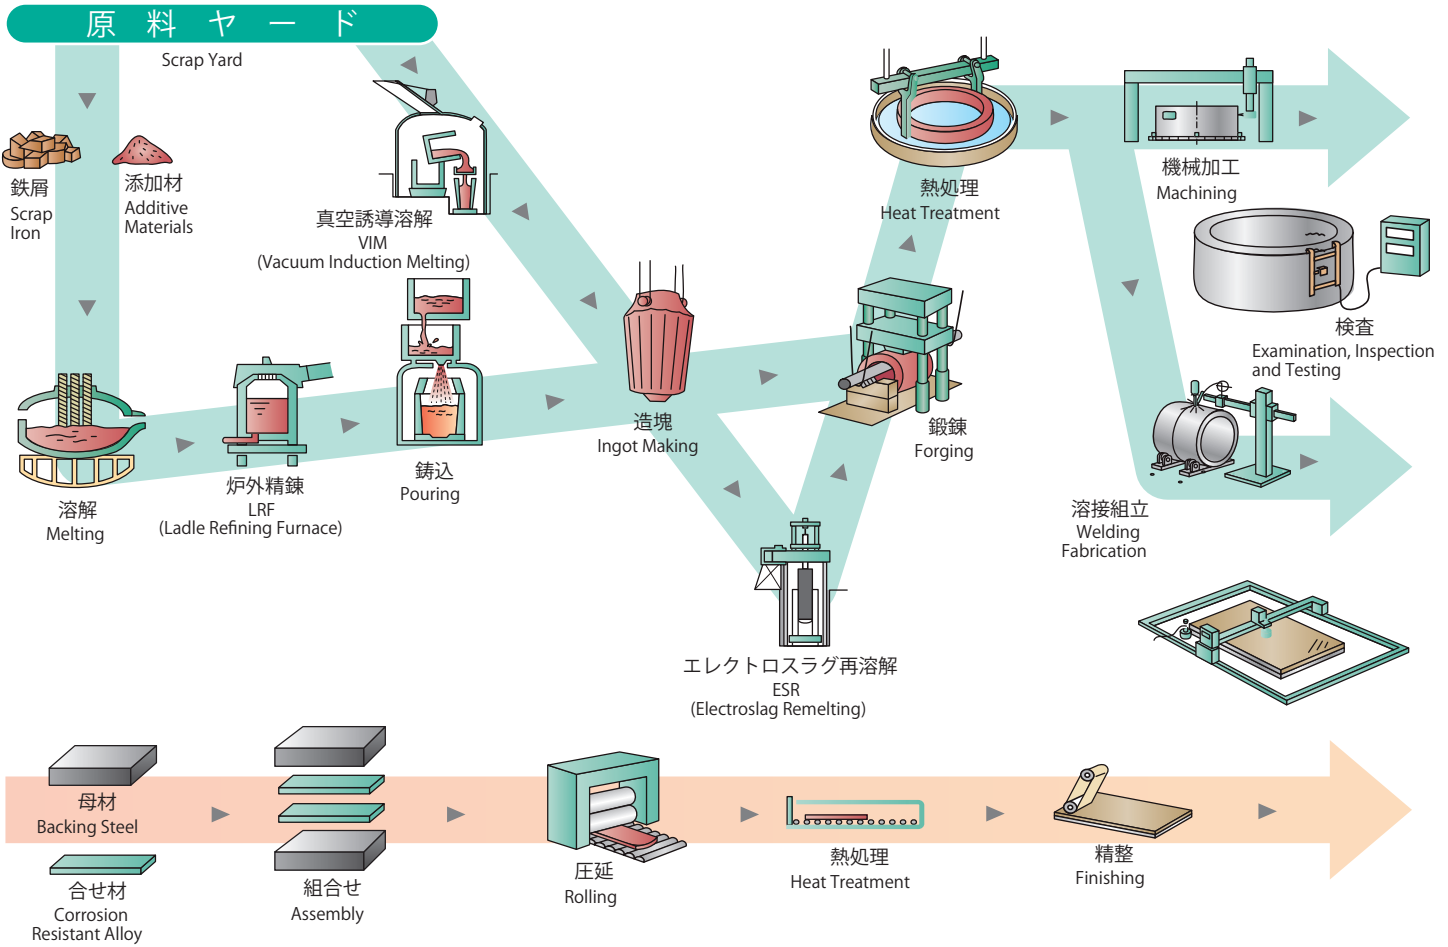 原料ヤード
Scrap Yard
鉄屑
Scrap
Iron
添加材
Additive
Materials
真空誘導溶解
VIM
(Vacuum Induction Melting)
熱処理
Heat Treatment
機械加工
Machining
検査
Examination, Inspection
and Testing
溶解
Melting
炉外精錬
LRF
(Ladle Refining Furnace)
鋳込
Pouring
造塊
Ingot Making
鍛錬
Forging
溶接組立
Welding
Fabrication
エレクトロスラグ再溶解
ESR
(Electroslag Remelting)
母材
Backing Steel
合せ材
Corrosion
Resistant Alloy
組合せ
Assembly
圧延
Rolling
熱処理
Heat Treatment
精整
Finishing